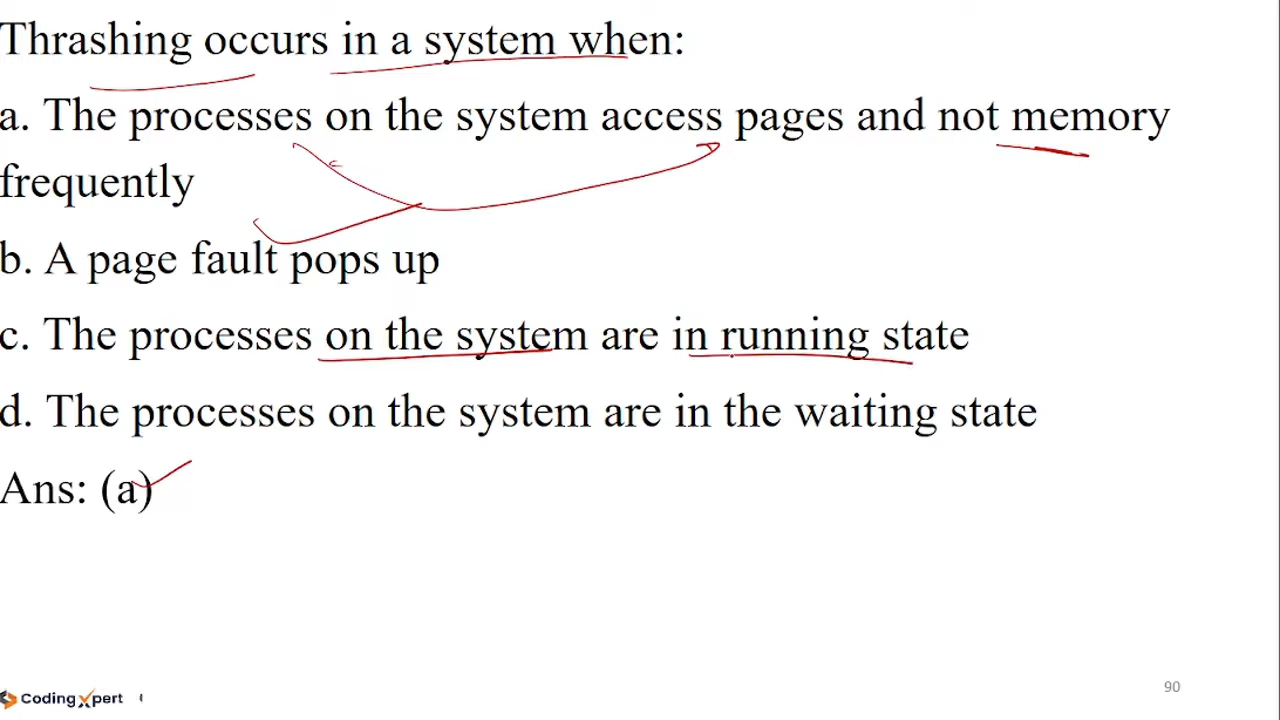 Thrashing occurs in a system when:
a. The processes on the system access pages and not memory
frequently
b. A page fault pops up
c. The processes on the system are in running state
d. The processes on the system are in the waiting state
Ans: (a)
CodingXpert
90